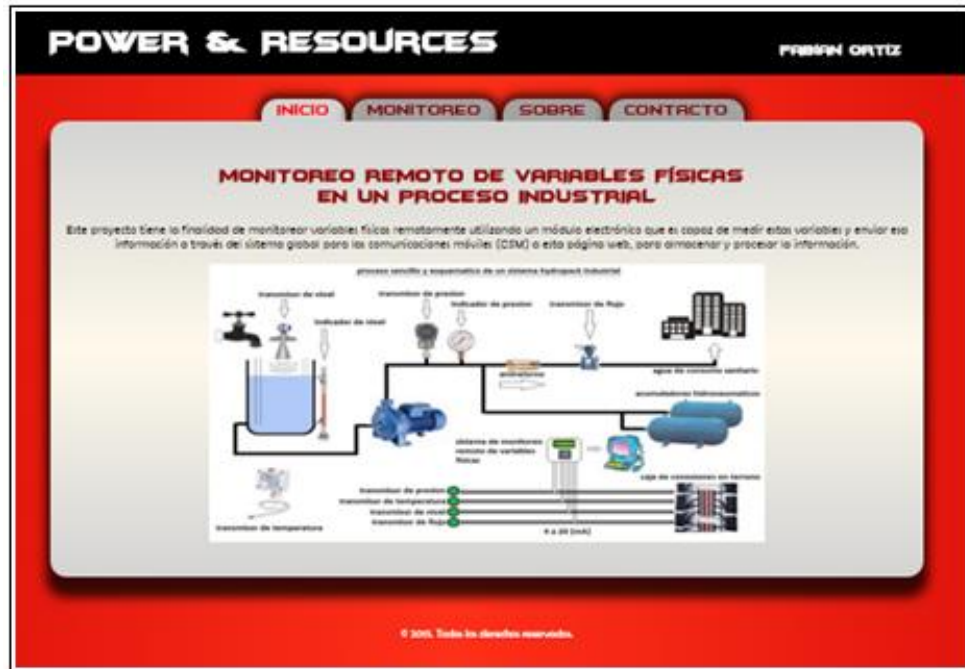 POWER & RESOURCES
FABIÁN ORTÍZ
INICIO MONITOREO SOBRE CONTACTO
MONITOREO REMOTO DE VARIABLES FÍSICAS
EN UN PROCESO INDUSTRIAL
Este proyecto tiene la finalidad de monitorear variables físicas remotamente utilizando un módulo electrónico que es capaz de medir estas variables y enviar esa
información a través del sistema global para las comunicaciones móviles (GSM) a esta página web, para almacenar y procesar la información.
proceso sencillo y esquematico de un sistema hydropack industrial
transmisor de nivel
transmisor de presion
indicador de presion
transmisor de flujo
indicador de nivel
agua de consumo sanitario
acumuladores hidroneumaticos
sistema de monitoreo
remoto de variables
fisicas
caja de conexiones en terreno
transmisor de presion
transmisor de temperatura
transmisor de nivel
transmisor de flujo
transmisor de temperatura
4 a 20 [mA]
© 2015. Todos los derechos reservados.